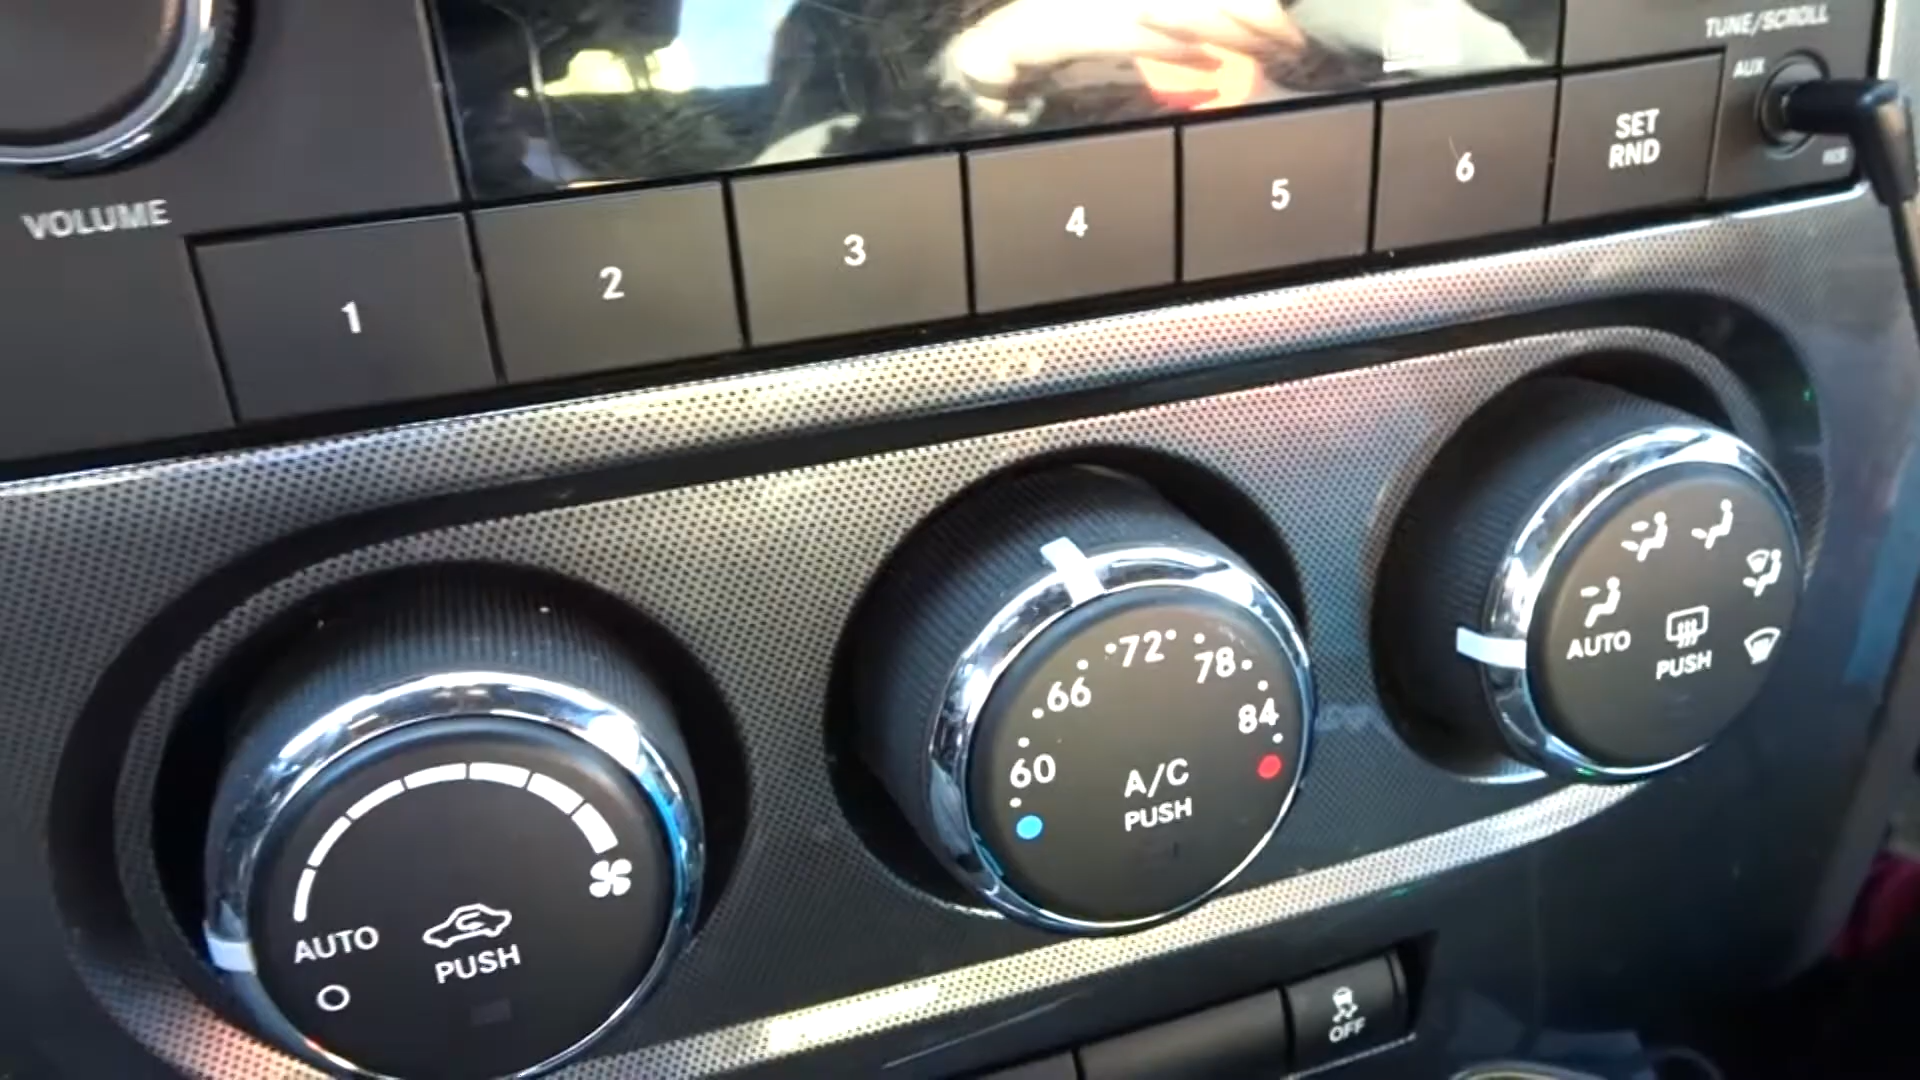 TUNE/SCROLL
AUX
VOLUME
1
2
3
4
5
6
SET
RND
72
66
78
60
84
A/C
PUSH
AUTO
PUSH
AUTO
PUSH
OFF